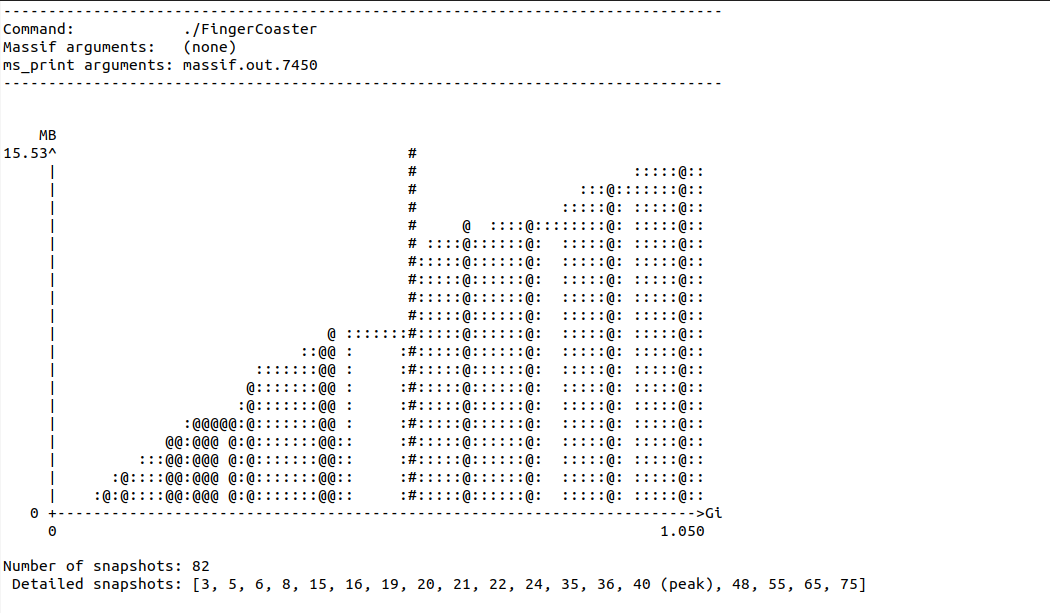 --------------------------------------------------------------------------------
Command:            ./FingerCoaster
Massif arguments:   (none)
ms_print arguments: massif.out.7450
--------------------------------------------------------------------------------
    MB
15.53^                                       #
     |                                       #                        :::::@::
     |                                       #                  :::@:::::::@::
     |                                       #                :::::@: :::::@::
     |                                       #     @  ::::@::::::::@: :::::@::
     |                                       # ::::@::::::@:  :::::@: :::::@::
     |                                       #:::::@::::::@:  :::::@: :::::@::
     |                                       #:::::@::::::@:  :::::@: :::::@::
     |                                       #:::::@::::::@:  :::::@: :::::@::
     |                                       #:::::@::::::@:  :::::@: :::::@::
     |                              @ :::::::#:::::@::::::@:  :::::@: :::::@::
     |                           ::@@ :     :#:::::@::::::@:  :::::@: :::::@::
     |                      :::::::@@ :     :#:::::@::::::@:  :::::@: :::::@::
     |                     @:::::::@@ :     :#:::::@::::::@:  :::::@: :::::@::
     |                    :@:::::::@@ :     :#:::::@::::::@:  :::::@: :::::@::
     |              :@@@@@:@:::::::@@ :     :#:::::@::::::@:  :::::@: :::::@::
     |            @@:@@@ @:@:::::::@@::     :#:::::@::::::@:  :::::@: :::::@::
     |         :::@@:@@@ @:@:::::::@@::     :#:::::@::::::@:  :::::@: :::::@::
     |      :@::::@@:@@@ @:@:::::::@@::     :#:::::@::::::@:  :::::@: :::::@::
     |    :@:@::::@@:@@@ @:@:::::::@@::     :#:::::@::::::@:  :::::@: :::::@::
   0 +----------------------------------------------------------------------->Gi
     0                                                                   1.050
Number of snapshots: 82
 Detailed snapshots: [3, 5, 6, 8, 15, 16, 19, 20, 21, 22, 24, 35, 36, 40 (peak), 48, 55, 65, 75]